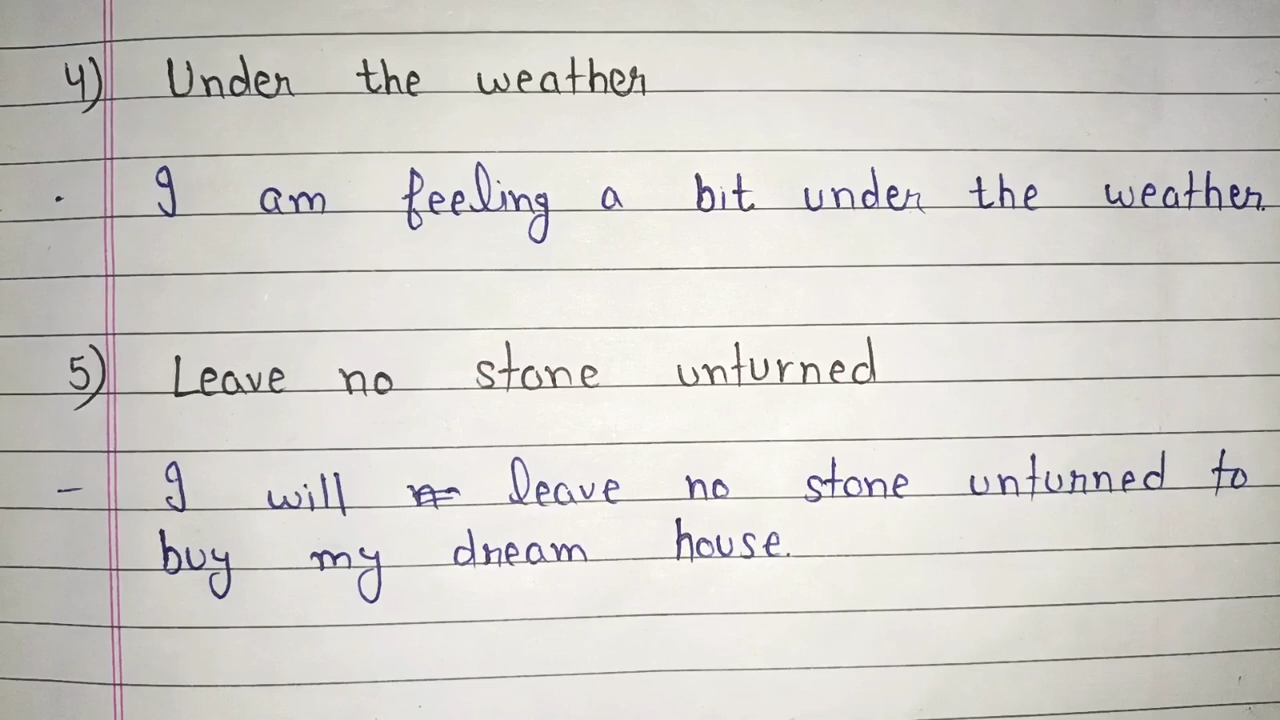 4) Under the weather
. I am feeling a bit under the weather.
5) Leave no stone unturned
- I will leave no stone unturned to
buy my dream house.